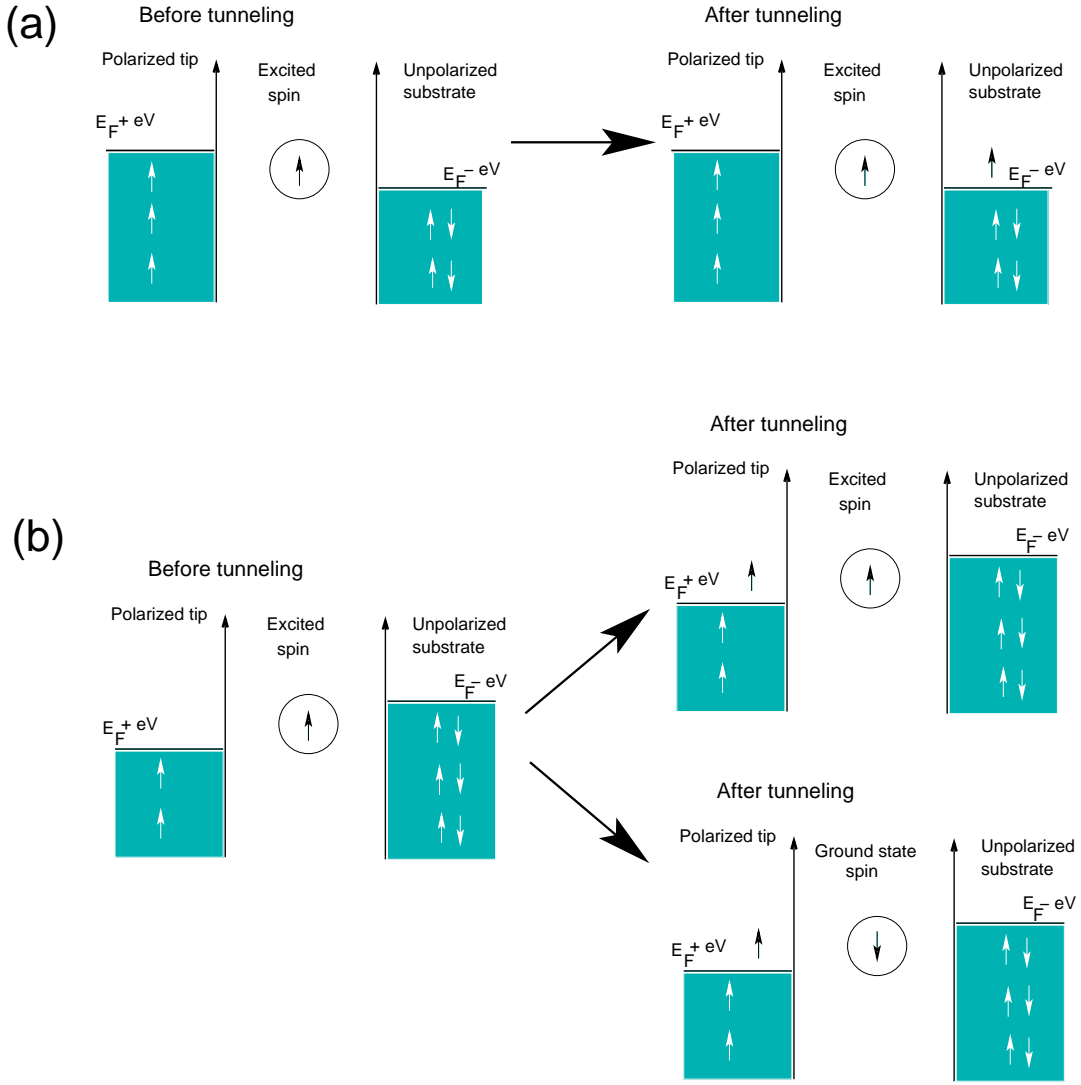 (a)
Before tunneling
After tunneling
Polarized tip
Excited
spin
Unpolarized
substrate
Polarized tip
Excited
spin
Unpolarized
substrate
E_F + eV
E_F − eV
E_F + eV
E_F − eV
After tunneling
Polarized tip
Excited
spin
Unpolarized
substrate
(b)
E_F − eV
E_F + eV
Before tunneling
Polarized tip
Excited
spin
Unpolarized
substrate
E_F − eV
E_F + eV
After tunneling
Polarized tip
Ground state
spin
Unpolarized
substrate
E_F − eV
E_F + eV